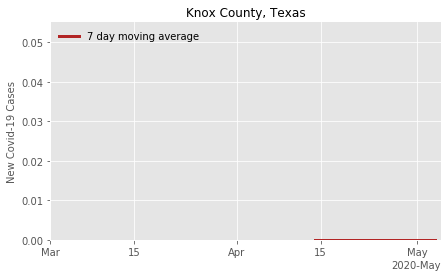 Knox County, Texas
7 day moving average
New Covid-19 Cases
0.05
0.04
0.03
0.02
0.01
0.00
Mar 15 Apr 15 May
2020-May